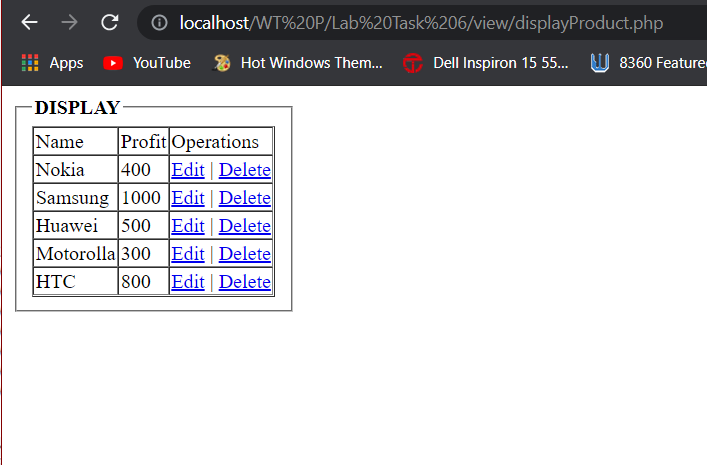 localhost/WT%20P/Lab%20Task%206/view/displayProduct.php
Apps YouTube Hot Windows Them... Dell Inspiron 15 55... 8360 Feature
DISPLAY
Name Profit Operations
Nokia 400 Edit | Delete
Samsung 1000 Edit | Delete
Huawei 500 Edit | Delete
Motorolla 300 Edit | Delete
HTC 800 Edit | Delete